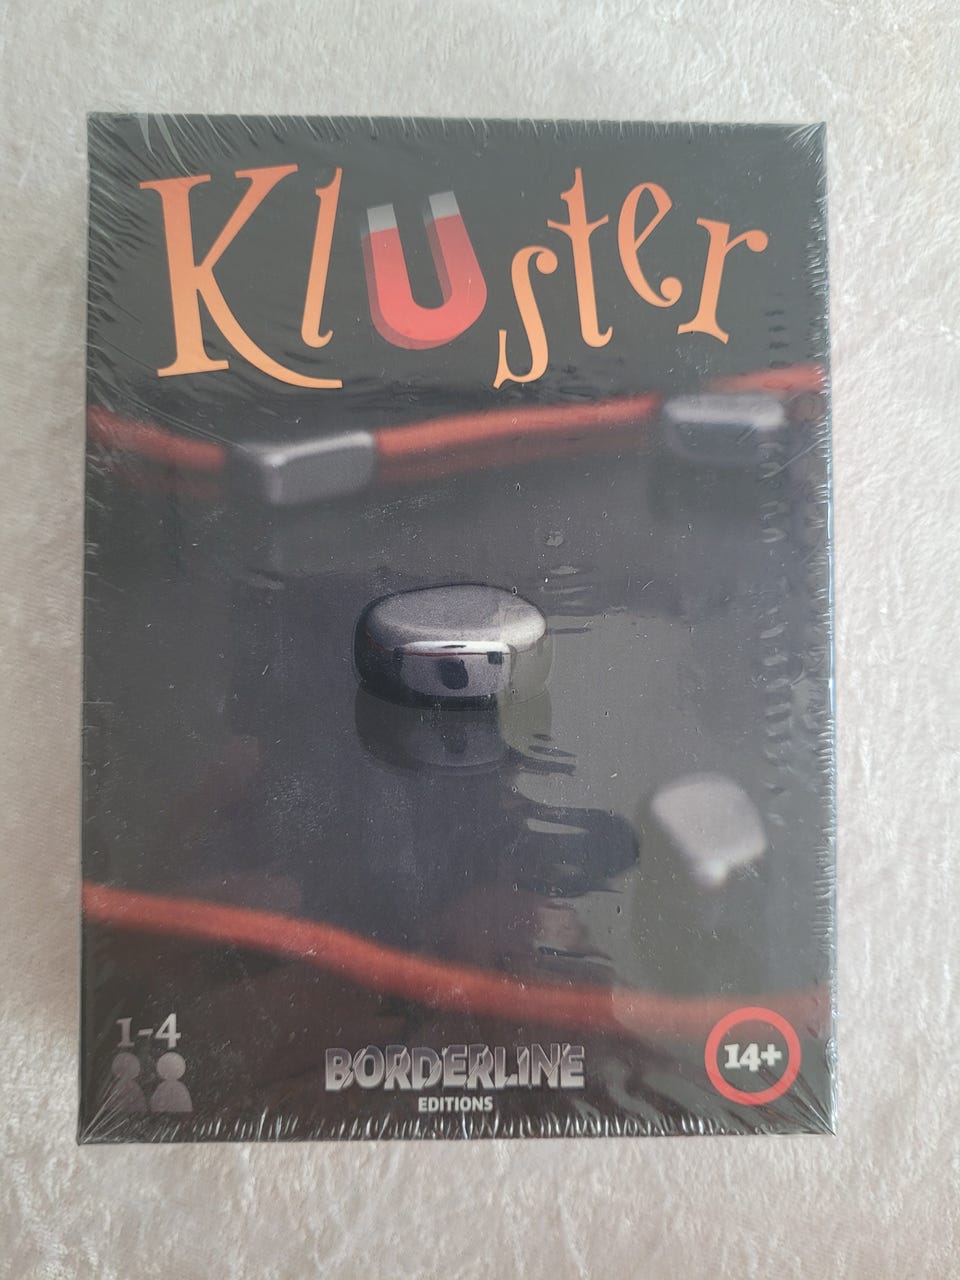 Kluster
1-4
BORDERLINE
EDITIONS
14+